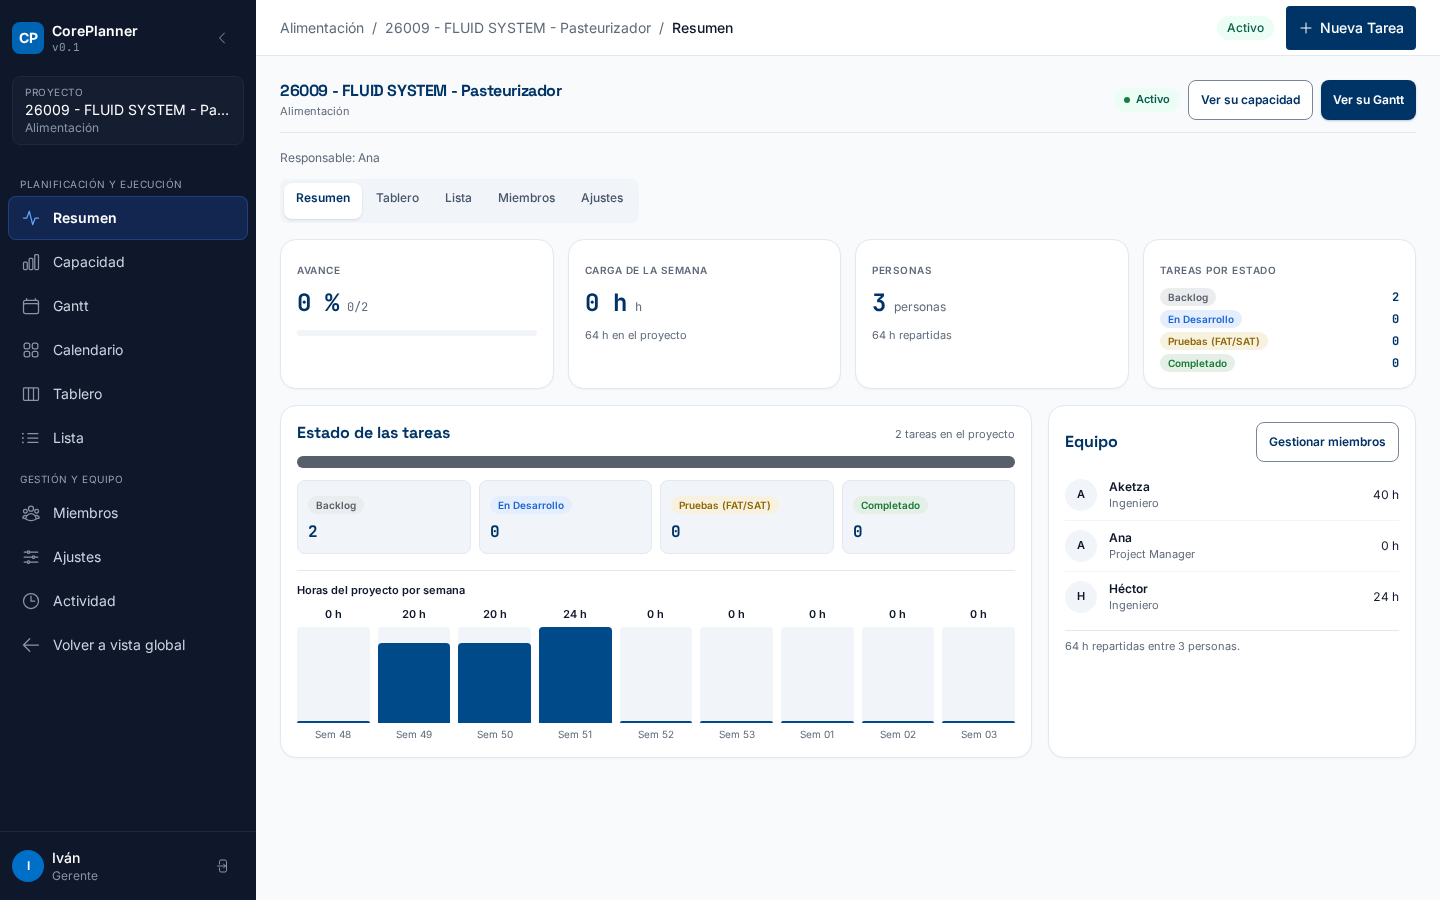 CP
CorePlanner
v0.1
PROYECTO
26009 - FLUID SYSTEM - Pa...
Alimentación
PLANIFICACIÓN Y EJECUCIÓN
Resumen
Capacidad
Gantt
Calendario
Tablero
Lista
GESTIÓN Y EQUIPO
Miembros
Ajustes
Actividad
Volver a vista global
I
Iván
Gerente
Alimentación / 26009 - FLUID SYSTEM - Pasteurizador / Resumen
Activo
Nueva Tarea
26009 - FLUID SYSTEM - Pasteurizador
Alimentación
Activo
Ver su capacidad
Ver su Gantt
Responsable: Ana
Resumen Tablero Lista Miembros Ajustes
AVANCE
0 % 0/2
CARGA DE LA SEMANA
0 h h
64 h en el proyecto
PERSONAS
3 personas
64 h repartidas
TAREAS POR ESTADO
Backlog 2
En Desarrollo 0
Pruebas (FAT/SAT) 0
Completado 0
Estado de las tareas
2 tareas en el proyecto
Backlog
2
En Desarrollo
0
Pruebas (FAT/SAT)
0
Completado
0
Horas del proyecto por semana
0 h 20 h 20 h 24 h 0 h 0 h 0 h 0 h 0 h
Sem 48 Sem 49 Sem 50 Sem 51 Sem 52 Sem 53 Sem 01 Sem 02 Sem 03
Equipo
Gestionar miembros
A
Aketza
Ingeniero
40 h
A
Ana
Project Manager
0 h
H
Héctor
Ingeniero
24 h
64 h repartidas entre 3 personas.